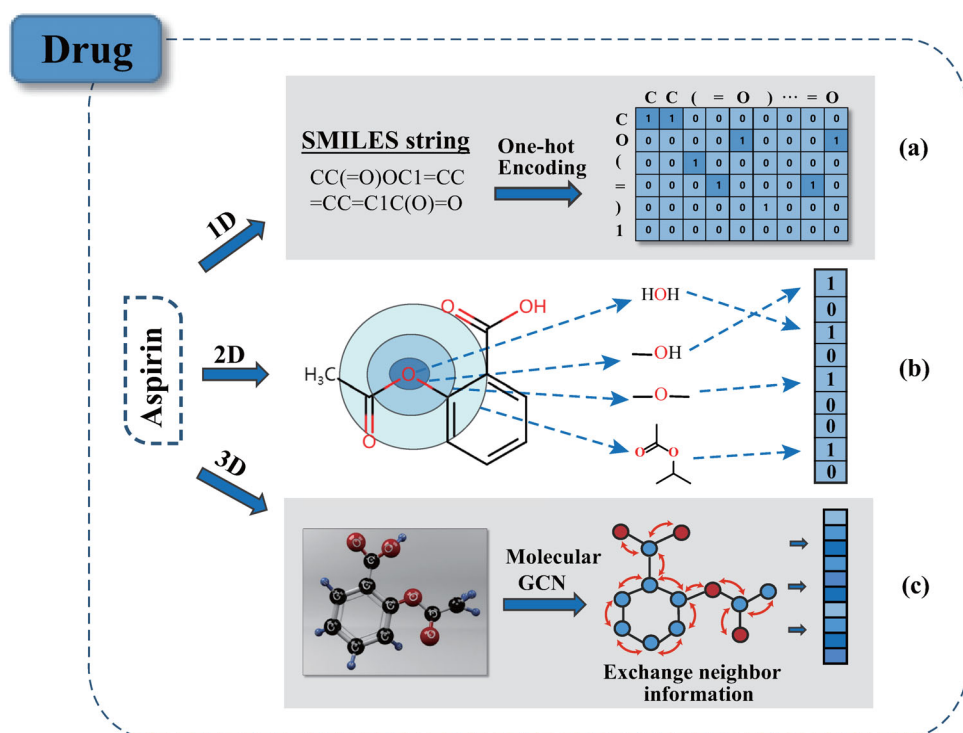 Drug
Aspirin
1D
2D
3D
SMILES string
CC(=O)OC1=CC
=CC=C1C(O)=O
One-hot
Encoding
C C ( = O ) ··· = O
C 1 1 0 0 0 0 0 0 0
O 0 0 0 0 1 0 0 0 1
( 0 0 1 0 0 0 0 0 0
= 0 0 0 1 0 0 0 1 0
) 0 0 0 0 0 1 0 0 0
1 0 0 0 0 0 0 0 0 0
(a)
O OH
H₃C O
O
HOH
OH
O
O O
1
0
1
0
1
0
0
1
0
(b)
Molecular
GCN
Exchange neighbor
information
(c)